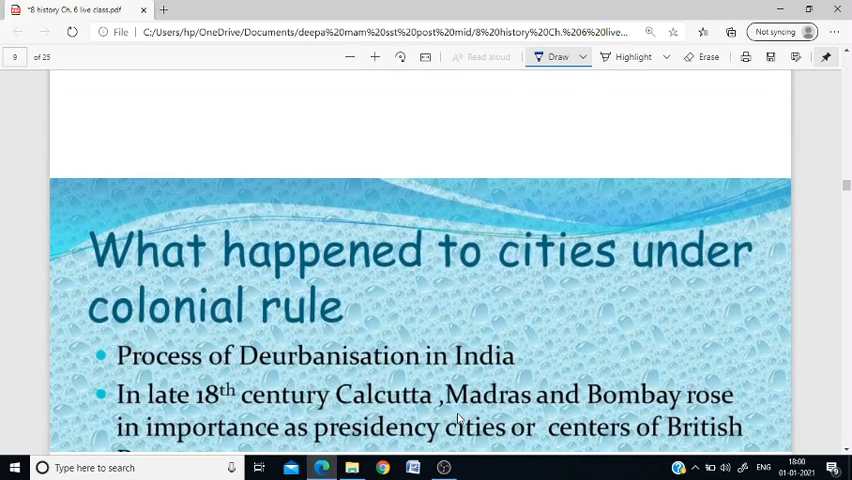 *8 history Ch. 6 live class.pdf
File
C:/Users/hp/OneDrive/Documents/deepa%20mam%20sst%20post%20mid/8%20history%20Ch.%206%20live...
Not syncing
9 of 25
Read aloud
Draw
Highlight
Erase
What happened to cities under
colonial rule
Process of Deurbanisation in India
In late 18th century Calcutta ,Madras and Bombay rose
in importance as presidency cities or centers of British
Type here to search
ENG
18:00
01-01-2021